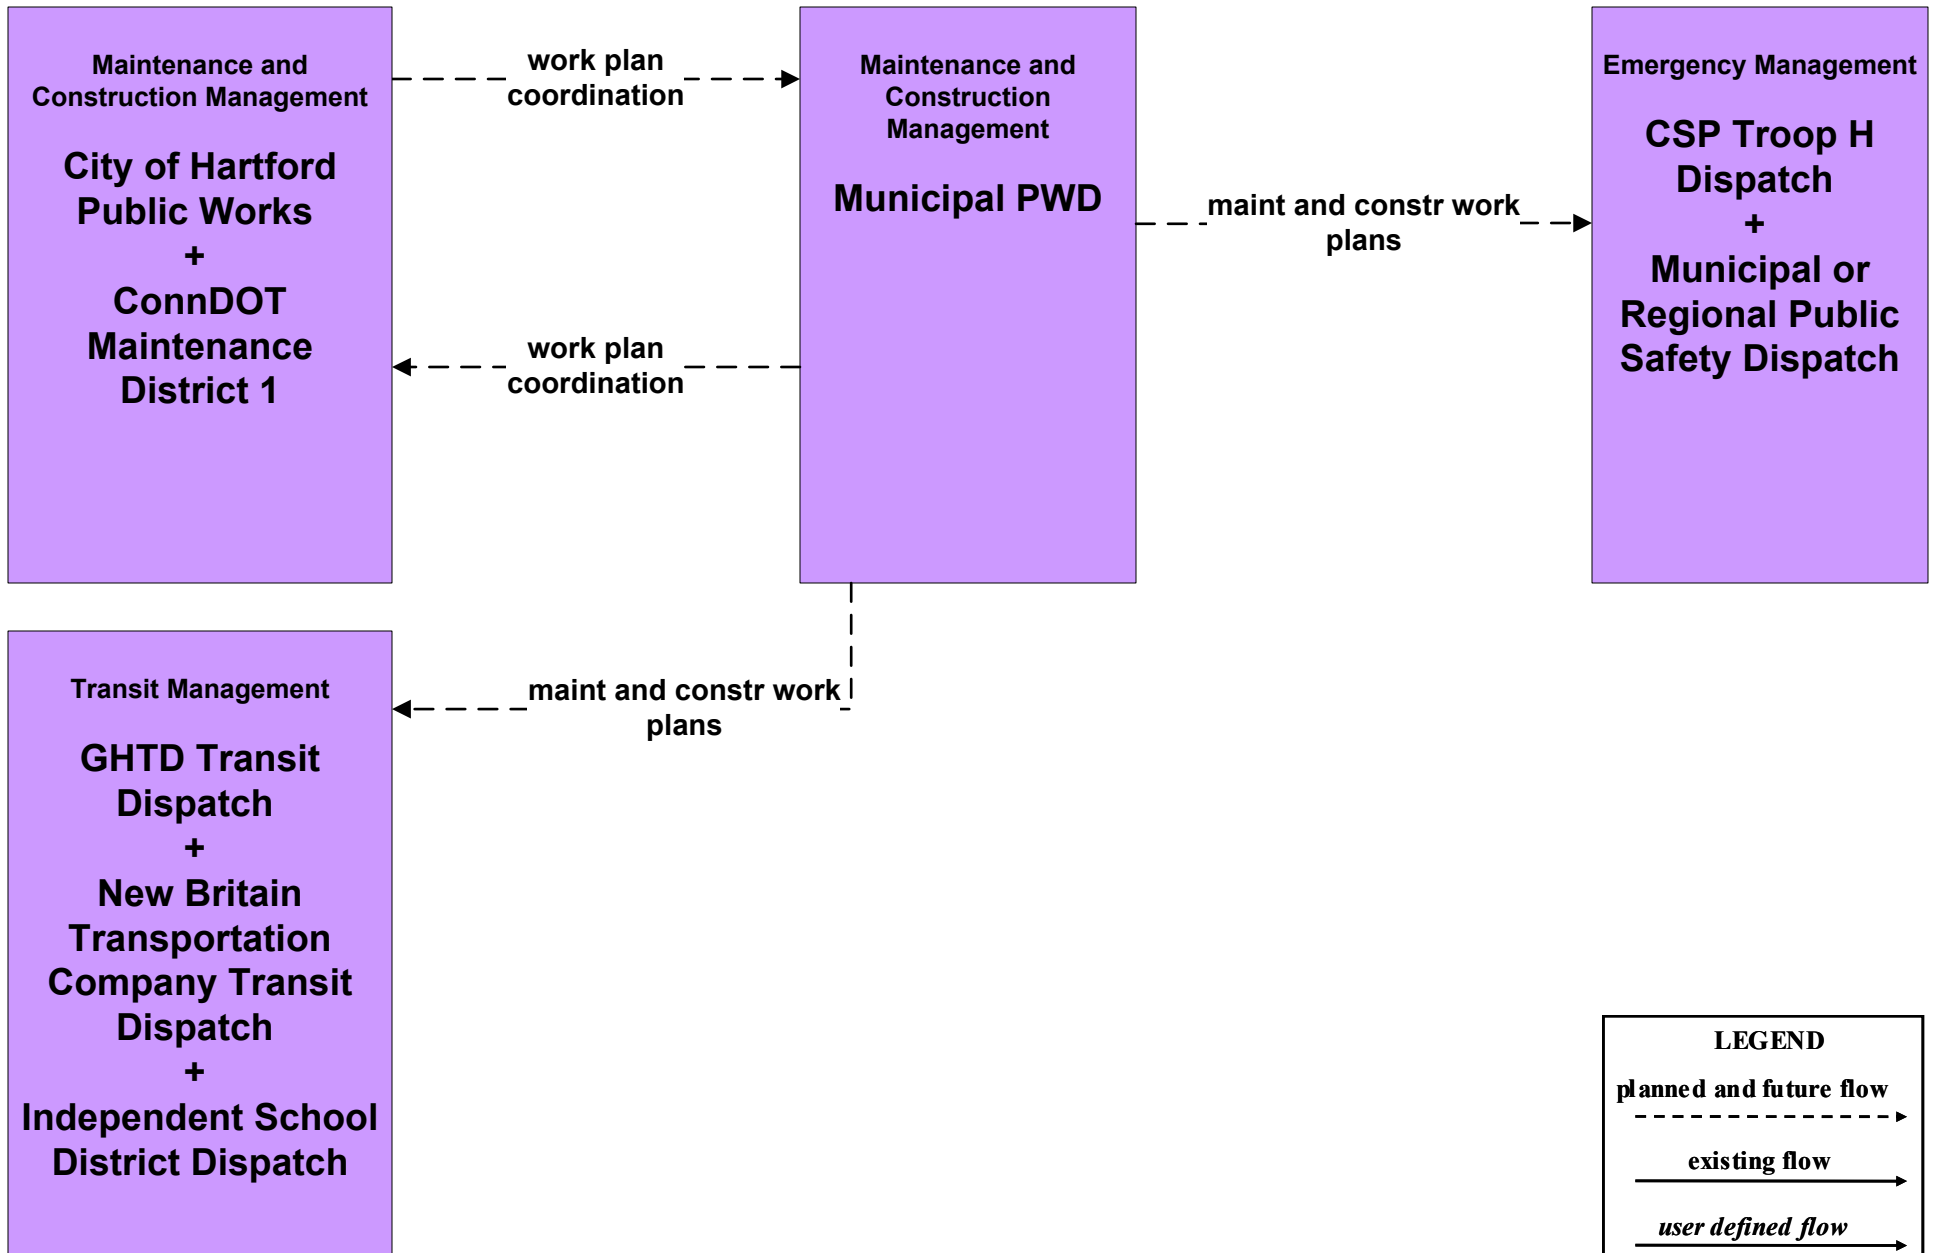 Maintenance and
Construction Management
City of Hartford
Public Works
+
ConnDOT
Maintenance
District 1
work plan
coordination
work plan
coordination
Maintenance and
Construction
Management
Municipal PWD
maint and constr work
plans
Emergency Management
CSP Troop H
Dispatch
+
Municipal or
Regional Public
Safety Dispatch
Transit Management
GHTD Transit
Dispatch
+
New Britain
Transportation
Company Transit
Dispatch
+
Independent School
District Dispatch
maint and constr work
plans
LEGEND
planned and future flow
existing flow
user defined flow